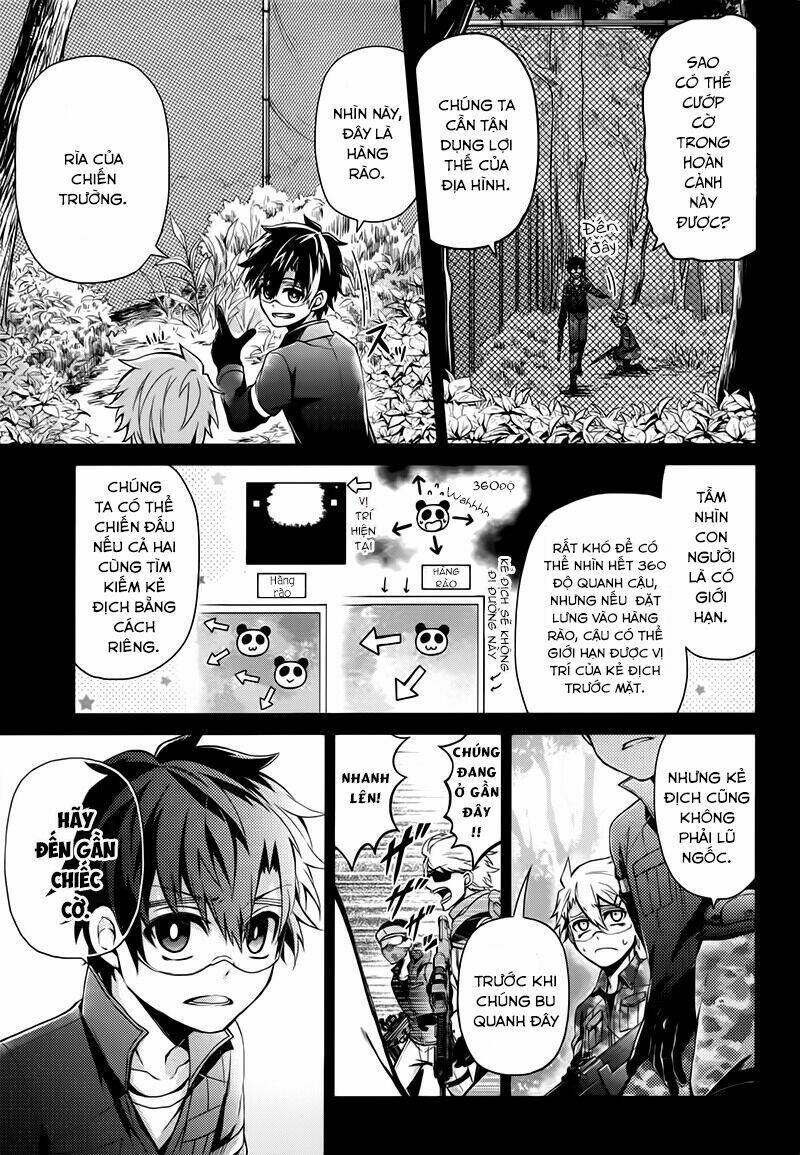 SAO
CÓ THỂ
CƯỚP
CỜ
TRONG
HOÀN
CẢNH
NÀY
ĐƯỢC?
CHÚNG TA
CẦN TẬN
DỤNG LỢI
THẾ CỦA
ĐỊA HÌNH.
Đến
đây
NHÌN NÀY,
ĐÂY LÀ
HÀNG
RÀO.
RÌA CỦA
CHIẾN
TRƯỜNG.
TẦM
NHÌN CON
NGƯỜI
LÀ CÓ
GIỚI
HẠN.
RẤT KHÓ ĐỂ CÓ
THỂ NHÌN HẾT 360
ĐỘ QUANH CẬU,
NHƯNG NẾU ĐẶT
LƯNG VÀO HÀNG
RÀO, CẬU CÓ THỂ
GIỚI HẠN ĐƯỢC VỊ
TRÍ CỦA KẺ ĐỊCH
TRƯỚC MẶT.
360 ĐỘ
Wahhhh
HÀNG
RÀO
KẺ ĐỊCH SẼ KHÔNG
ĐI ĐƯỜNG NÀY
VỊ
TRÍ
HIỆN
TẠI
Hàng
rào
CHÚNG
TA CÓ THỂ
CHIẾN ĐẤU
NẾU CẢ HAI
CÙNG TÌM
KIẾM KẺ
ĐỊCH BẰNG
CÁCH
RIÊNG.
NHƯNG KẺ
ĐỊCH CŨNG
KHÔNG
PHẢI LŨ
NGỐC.
CHÚNG
ĐANG
Ở GẦN
ĐÂY
!!
NHANH
LÊN!
TRƯỚC KHI
CHÚNG BU
QUANH ĐÂY
HÃY
ĐẾN GẦN
CHIẾC
CỜ.